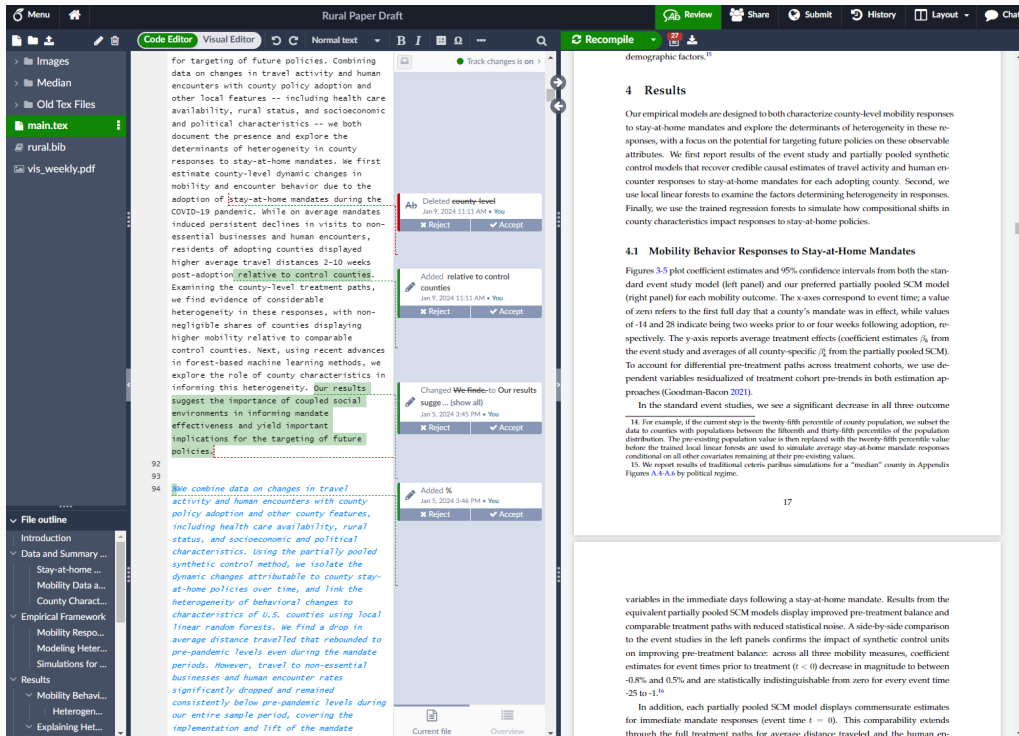 Menu
Rural Paper Draft
Review
Share
Submit
History
Layout
Chat
Code Editor
Visual Editor
Normal text
B I Ω
Recompile
27
Images
Median
Old Tex Files
main.tex
rural.bib
vis_weekly.pdf
File outline
Introduction
Data and Summary ...
Stay-at-home ...
Mobility Data a...
County Charact...
Empirical Framework
Mobility Respo...
Modeling Heter...
Simulations for ...
Results
Mobility Behavi...
Heterogen...
Explaining Het...
for targeting of future policies. Combining
data on changes in travel activity and human
encounters with county policy adoption and
other local features -- including health care
availability, rural status, and socioeconomic
and political characteristics -- we both
document the presence and explore the
determinants of heterogeneity in county
responses to stay-at-home mandates. We first
estimate county-level dynamic changes in
mobility and encounter behavior due to the
adoption of stay-at-home mandates during the
COVID-19 pandemic. While on average mandates
induced persistent declines in visits to non-
essential businesses and human encounters,
residents of adopting counties displayed
higher average travel distances 2-10 weeks
post-adoption relative to control counties.
Examining the county-level treatment paths,
we find evidence of considerable
heterogeneity in these responses, with non-
negligible shares of counties displaying
higher mobility relative to comparable
control counties. Next, using recent advances
in forest-based machine learning methods, we
explore the role of county characteristics in
informing this heterogeneity. Our results
suggest the importance of coupled social
environments in informing mandate
effectiveness and yield important
implications for the targeting of future
policies.
92
93
94
%We combine data on changes in travel
activity and human encounters with county
policy adoption and other county features,
including health care availability, rural
status, and socioeconomic and political
characteristics. Using the partially pooled
synthetic control method, we isolate the
dynamic changes attributable to county stay-
at-home policies over time, and link the
heterogeneity of behavioral changes to
characteristics of U.S. counties using local
linear random forests. We find a drop in
average distance travelled that rebounded to
pre-pandemic levels even during the mandate
periods. However, travel to non-essential
businesses and human encounter rates
significantly dropped and remained
consistently below pre-pandemic levels during
our entire sample period, covering the
implementation and lift of the mandate
Track changes is on
Ab Deleted county-level
Jan 9, 2024 11:11 AM • You
Reject Accept
Added relative to control
counties
Jan 9, 2024 11:11 AM • You
Reject Accept
Changed We finde. to Our results
sugge ... (show all)
Jan 5, 2024 3:45 PM • You
Reject Accept
Added %
Jan 5, 2024 3:46 PM • You
Reject Accept
Current file
Overview
demographic factors.15
4 Results
Our empirical models are designed to both characterize county-level mobility responses
to stay-at-home mandates and explore the determinants of heterogeneity in these re-
sponses, with a focus on the potential for targeting future policies on these observable
attributes. We first report results of the event study and partially pooled synthetic
control models that recover credible causal estimates of travel activity and human en-
counter responses to stay-at-home mandates for each adopting county. Second, we
use local linear forests to examine the factors determining heterogeneity in responses.
Finally, we use the trained regression forests to simulate how compositional shifts in
county characteristics impact responses to stay-at-home policies.
4.1 Mobility Behavior Responses to Stay-at-Home Mandates
Figures 3-5 plot coefficient estimates and 95% confidence intervals from both the stan-
dard event study model (left panel) and our preferred partially pooled SCM model
(right panel) for each mobility outcome. The x-axes correspond to event time; a value
of zero refers to the first full day that a county's mandate was in effect, while values
of -14 and 28 indicate being two weeks prior to or four weeks following adoption, re-
spectively. The y-axis reports average treatment effects (coefficient estimates β̂k from
the event study and averages of all county-specific β̂k from the partially pooled SCM).
To account for differential pre-treatment paths across treatment cohorts, we use de-
pendent variables residualized of treatment cohort pre-trends in both estimation ap-
proaches (Goodman-Bacon 2021).
In the standard event studies, we see a significant decrease in all three outcome
14. For example, if the current step is the twenty-fifth percentile of county population, we subset the
data to counties with populations between the fifteenth and thirty-fifth percentiles of the population
distribution. The pre-existing population value is then replaced with the twenty-fifth percentile value
before the trained local linear forests are used to simulate average stay-at-home mandate responses
conditional on all other covariates remaining at their pre-existing values.
15. We report results of traditional ceteris paribus simulations for a "median" county in Appendix
Figures A.4-A.6 by political regime.
17
variables in the immediate days following a stay-at-home mandate. Results from the
equivalent partially pooled SCM models display improved pre-treatment balance and
comparable treatment paths with reduced statistical noise. A side-by-side comparison
to the event studies in the left panels confirms the impact of synthetic control units
on improving pre-treatment balance: across all three mobility measures, coefficient
estimates for event times prior to treatment (t < 0) decrease in magnitude to between
-0.8% and 0.5% and are statistically indistinguishable from zero for every event time
-25 to -1.16
In addition, each partially pooled SCM model displays commensurate estimates
for immediate mandate responses (event time t = 0). This comparability extends
through the full treatment paths for average distance traveled and the human en-